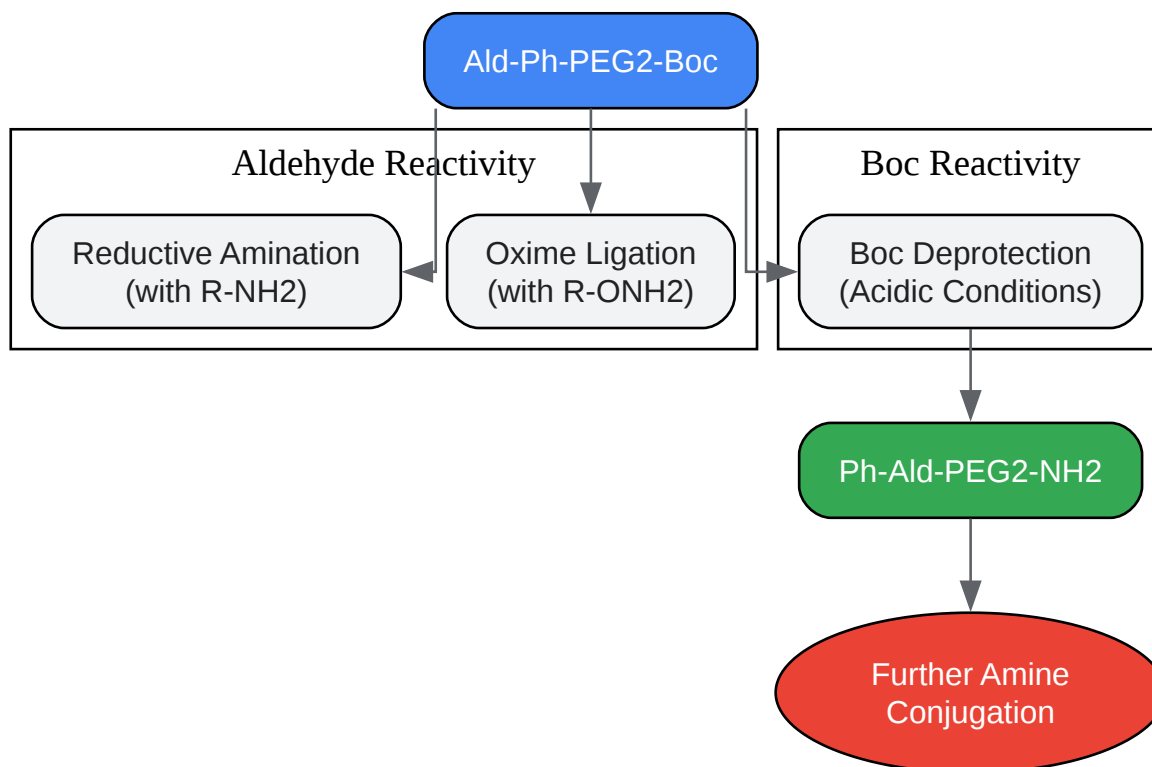 Ald-Ph-PEG2-Boc
Aldehyde Reactivity
Boc Reactivity
Reductive Amination
(with R-NH2)
Oxime Ligation
(with R-ONH2)
Boc Deprotection
(Acidic Conditions)
Ph-Ald-PEG2-NH2
Further Amine
Conjugation